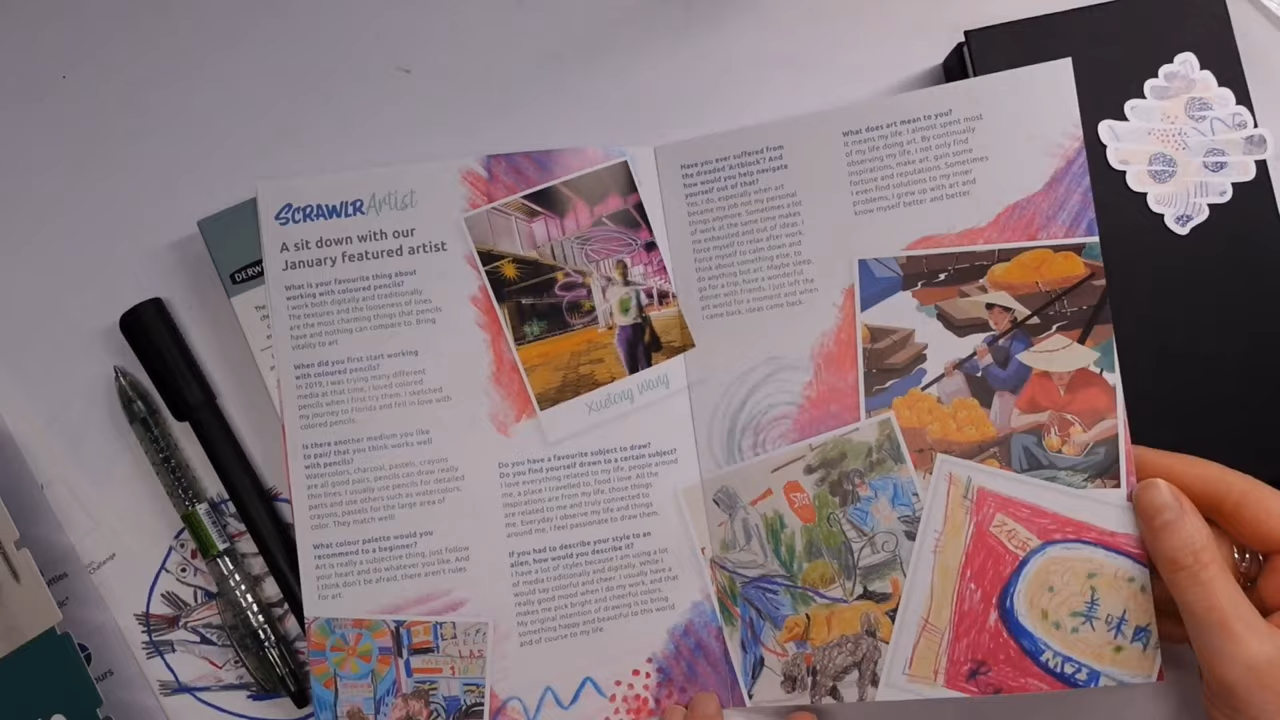 SCRAWLR Artist
A sit down with our
January featured artist
What is your favourite thing about
working with coloured pencils?
I work both digitally and traditionally.
The textures and the looseness of lines
are the most charming things that pencils
have and nothing can compare to. Bring
vitality to art
When did you first start working
with coloured pencils?
In 2019, I was trying many different
media at that time, I loved colored
pencils when I first try them. I sketched
my journey to Florida and fell in love with
colored pencils.
Is there another medium you like
to pair/ that you think works well
with pencils?
Watercolors, charcoal, pastels, crayons
are all good pairs, pencils can draw really
thin lines. I usually use pencils for detailed
parts and use others such as watercolors,
crayons, pastels for the large area of
color. They match well!
What colour palette would you
recommend to a beginner?
Art is really a subjective thing, just follow
your heart and do whatever you like. And
I think don't be afraid, there aren't rules
for art.
Xuetong Wang
Do you have a favourite subject to draw?
Do you find yourself drawn to a certain subject?
I love everything related to my life, people around
me, a place I travelled to, food I love. All the
inspirations are from my life, those things
are related to me and truly connected to
me. Everyday I observe my life and things
around me, I feel passionate to draw them.
If you had to describe your style to an
alien, how would you describe it?
I have a lot of styles because I am using a lot
of media traditionally and digitally. While I
would say colorful and cheer. I usually have a
really good mood when I do my work, and that
makes me pick bright and cheerful colors.
My original intention of drawing is to bring
something happy and beautiful to this world
and of course to my life.
Have you ever suffered from
the dreaded 'Artblock'? And
how would you help navigate
yourself out of that?
Yes, I do, especially when art
became my job not my personal
things anymore. Sometimes a lot
of work at the same time makes
me exhausted and out of ideas. I
force myself to relax after work.
Force myself to calm down and
think about something else, to
do anything but art. Maybe sleep,
go for a trip, have a wonderful
dinner with friends. I just left the
art world for a moment and when
I came back, ideas came back.
What does art mean to you?
It means my life. I almost spent most
of my life doing art. By continually
observing my life, I not only find
inspirations, make art, gain some
fortune and reputations. Sometimes
I even find solutions to my inner
problems, I grew up with art and
know myself better and better.
STOP
美味肉
DERW
Challenge
ours